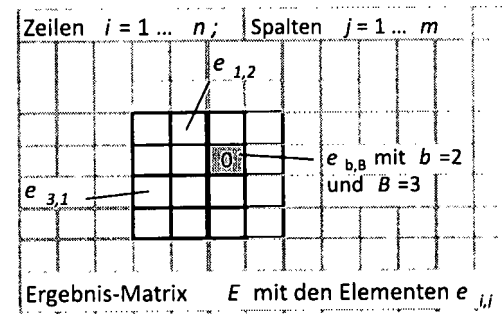 Zeilen i = 1 ... n; Spalten j = 1 ... m
e 1,2
0
e b,B mit b =2
und B =3
e 3,1
Ergebnis-Matrix E mit den Elementen e i,i